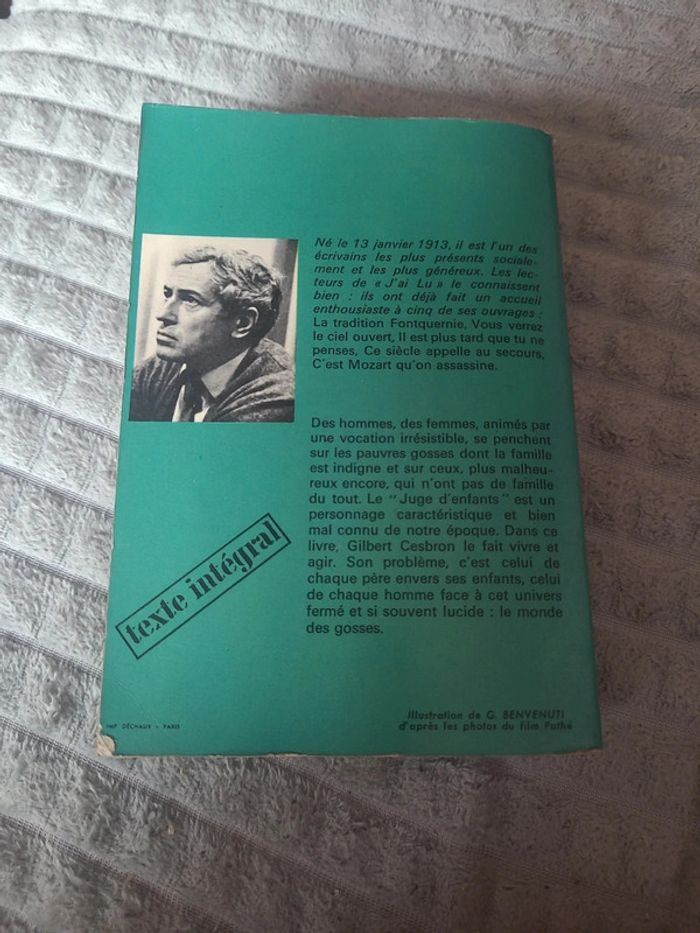 Né le 13 janvier 1913, il est l'un des
écrivains les plus présents sociale-
ment et les plus généreux. Les lec-
teurs de « J'ai Lu » le connaissent
bien : ils ont déjà fait un accueil
enthousiaste à cinq de ses ouvrages :
La tradition Fontquernie, Vous verrez
le ciel ouvert, Il est plus tard que tu ne
penses, Ce siècle appelle au secours,
C'est Mozart qu'on assassine.
Des hommes, des femmes, animés par
une vocation irrésistible, se penchent
sur les pauvres gosses dont la famille
est indigne et sur ceux, plus malheu-
reux encore, qui n'ont pas de famille
du tout. Le "Juge d'enfants" est un
personnage caractéristique et bien
mal connu de notre époque. Dans ce
livre, Gilbert Cesbron le fait vivre et
agir. Son problème, c'est celui de
chaque père envers ses enfants, celui
de chaque homme face à cet univers
fermé et si souvent lucide : le monde
des gosses.
texte intégral
IMP. DÉCHAUX - PARIS
Illustration de G. BENVENUTI
d'après les photos du film Pathé